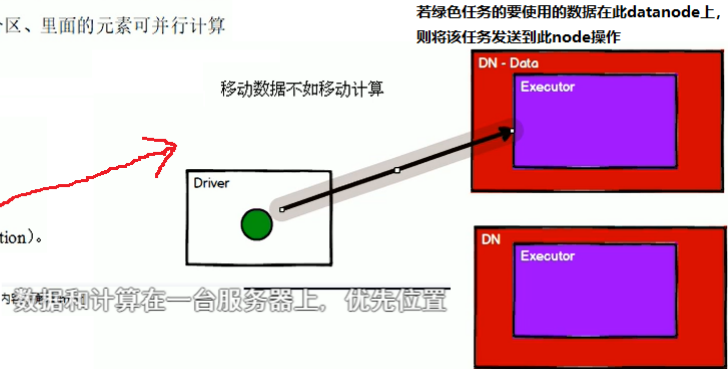 若绿色任务的要使用的数据在此datanode上,
则将该任务发送到此node操作
区、里面的元素可并行计算
移动数据不如移动计算
DN - Data
Executor
Driver
tion)。
DN
Executor
数据和计算在一台服务器上，优先位置